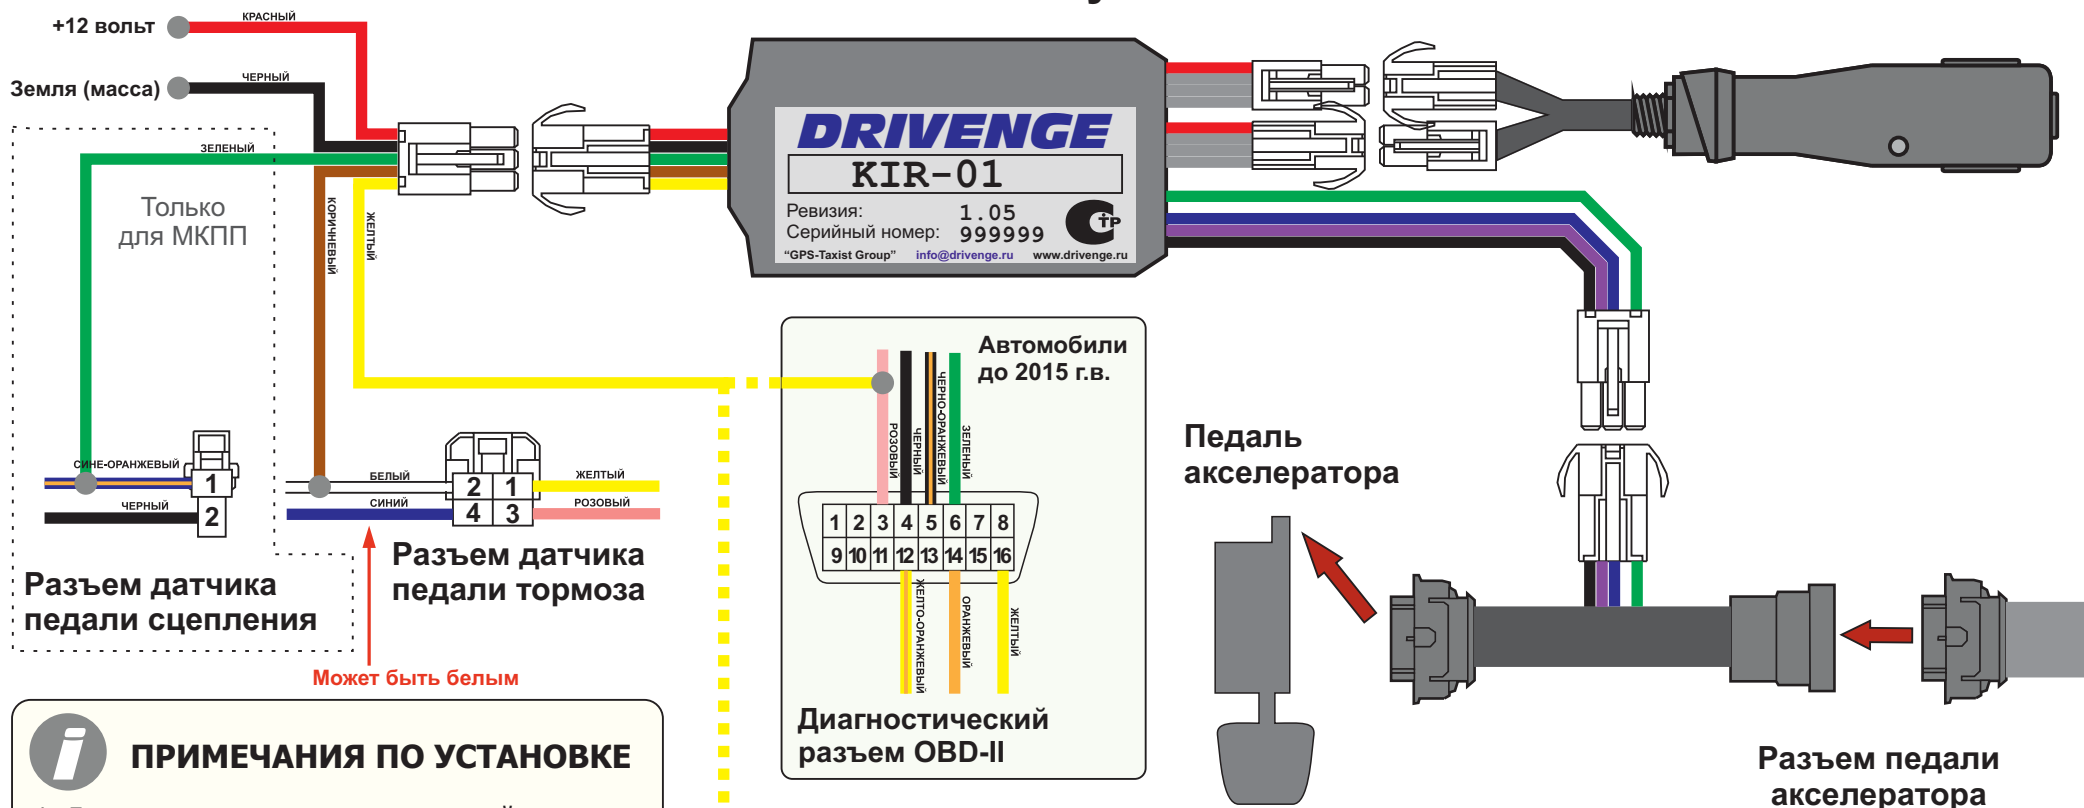 +12 вольт
КРАСНЫЙ
Земля (масса)
ЧЕРНЫЙ
ЗЕЛЕНЫЙ
Только
для МКПП
КОРИЧНЕВЫЙ
ЖЕЛТЫЙ
DRIVENGE
KIR-01
Ревизия: 1.05
Серийный номер: 999999
"GPS-Taxist Group" info@drivenge.ru www.drivenge.ru
СИНЕ-ОРАНЖЕВЫЙ
1
ЧЕРНЫЙ
2
Разъем датчика
педали сцепления
БЕЛЫЙ
2 1
ЖЕЛТЫЙ
СИНИЙ
4 3
РОЗОВЫЙ
Разъем датчика
педали тормоза
Может быть белым
Автомобили
до 2015 г.в.
РОЗОВЫЙ
ЧЕРНЫЙ
ЧЕРНО-ОРАНЖЕВЫЙ
ЗЕЛЕНЫЙ
1 2 3 4 5 6 7 8
9 10 11 12 13 14 15 16
ЖЕЛТО-ОРАНЖЕВЫЙ
ОРАНЖЕВЫЙ
ЖЕЛТЫЙ
Диагностический
разъем OBD-II
Педаль
акселератора
Разъем педали
акселератора
i
ПРИМЕЧАНИЯ ПО УСТАНОВКЕ